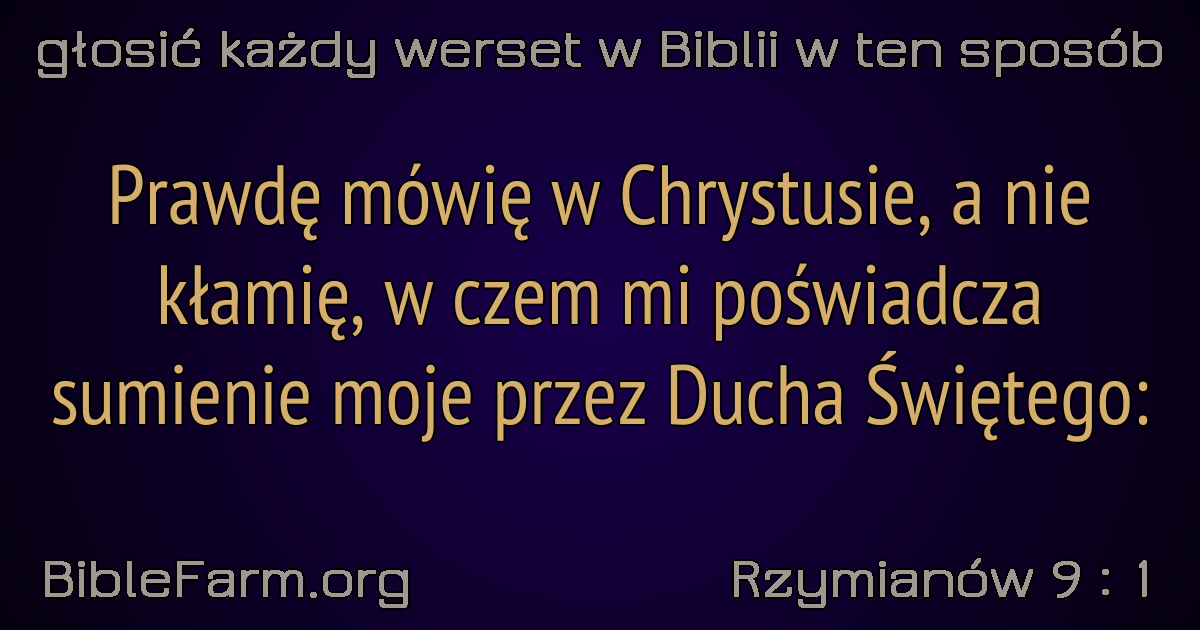 głosić każdy werset w Biblii w ten sposób
Prawdę mówię w Chrystusie, a nie
kłamię, w czem mi poświadcza
sumienie moje przez Ducha Świętego:
BibleFarm.org
Rzymianów 9 : 1